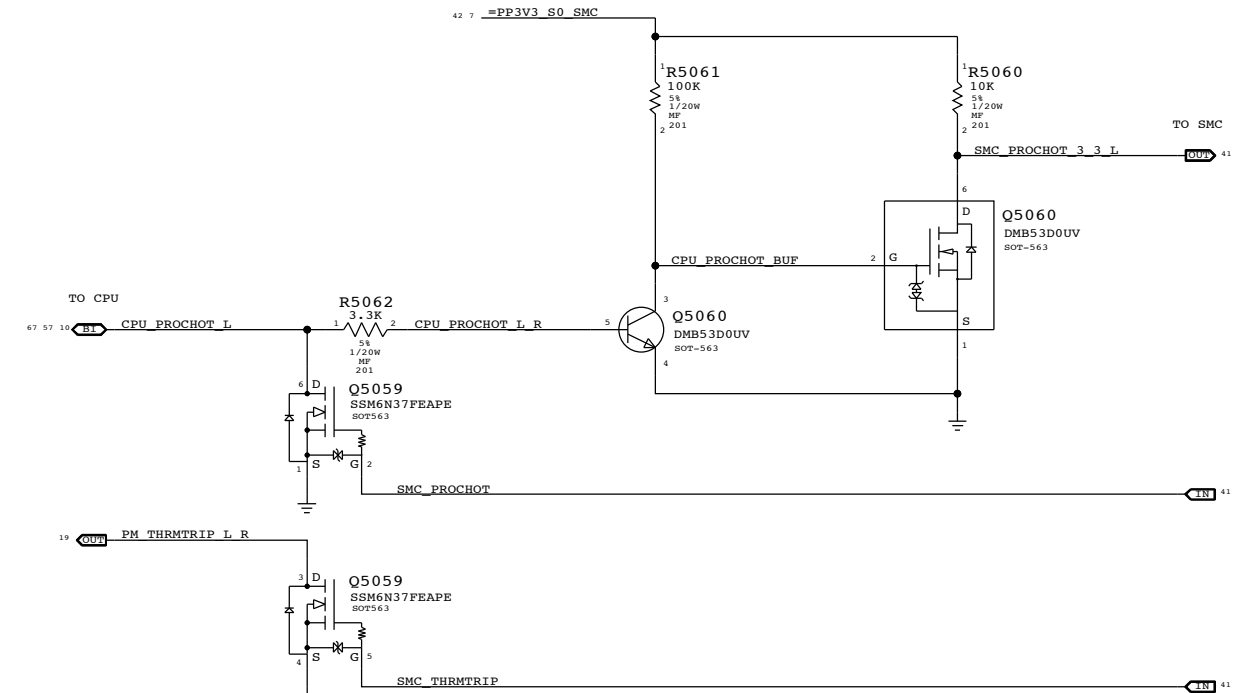 42 7 =PP3V3_S0_SMC
1 R5061
100K
5%
1/20W
MF
2 201
1 R5060
10K
5%
1/20W
MF
2 201
TO SMC
SMC_PROCHOT_3_3_L OUT 41
6
D
Q5060
DMB53D0UV
SOT-563
CPU_PROCHOT_BUF 2 G
S
1
TO CPU
67 57 10 BI CPU_PROCHOT_L
R5062
3.3K
1 2
5%
1/20W
MF
201
CPU_PROCHOT_L_R 5
3
Q5060
DMB53D0UV
SOT-563
4
6 D
Q5059
SSM6N37FEAPE
SOT563
1 S G 2
SMC_PROCHOT IN 41
19 OUT PM_THRMTRIP_L_R
3 D
Q5059
SSM6N37FEAPE
SOT563
4 S G 5
SMC_THRMTRIP IN 41